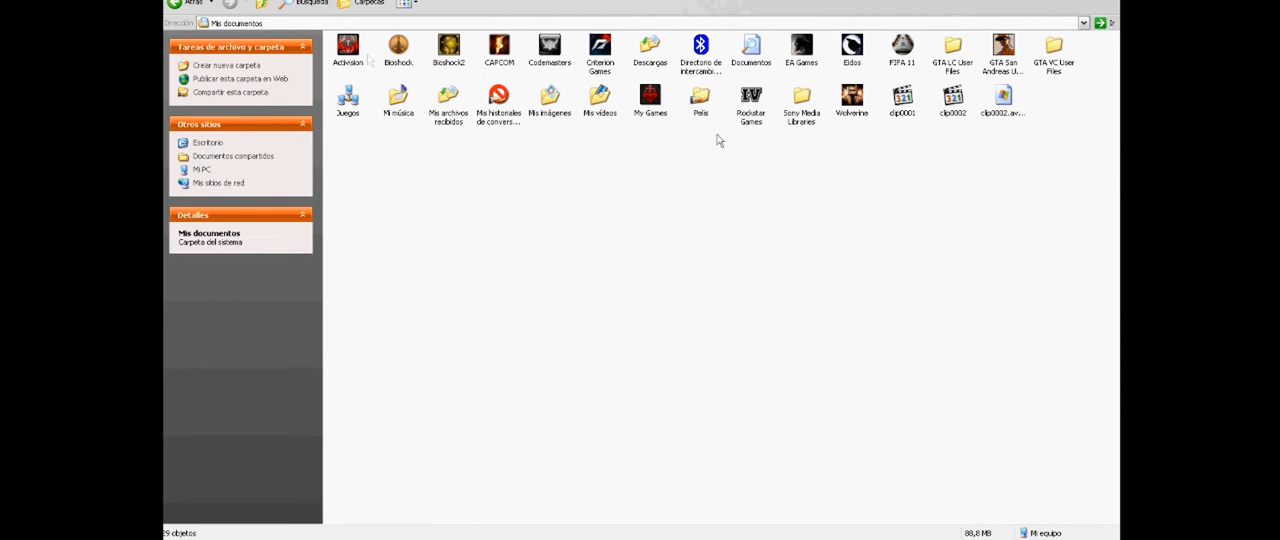 Atrás Búsqueda Carpetas
Dirección Mis documentos Ir
Tareas de archivo y carpeta
Crear nueva carpeta
Publicar esta carpeta en Web
Compartir esta carpeta
Otros sitios
Escritorio
Documentos compartidos
Mi PC
Mis sitios de red
Detalles
Mis documentos
Carpeta del sistema
Activision
Bioshock
Bioshock2
CAPCOM
Codemasters
Criterion
Games
Descargas
Directorio de
intercambi...
Documentos
EA Games
Eidos
FIFA 11
GTA LC User
Files
GTA San
Andreas U...
GTA VC User
Files
Juegos
Mi música
Mis archivos
recibidos
Mis historiales
de convers...
Mis imágenes
Mis vídeos
My Games
Pelis
IV
Rockstar
Games
Sony Media
Libraries
Wolverine
321
clip0001
321
clip0002
clip0002.av...
29 objetos
88,8 MB
Mi equipo